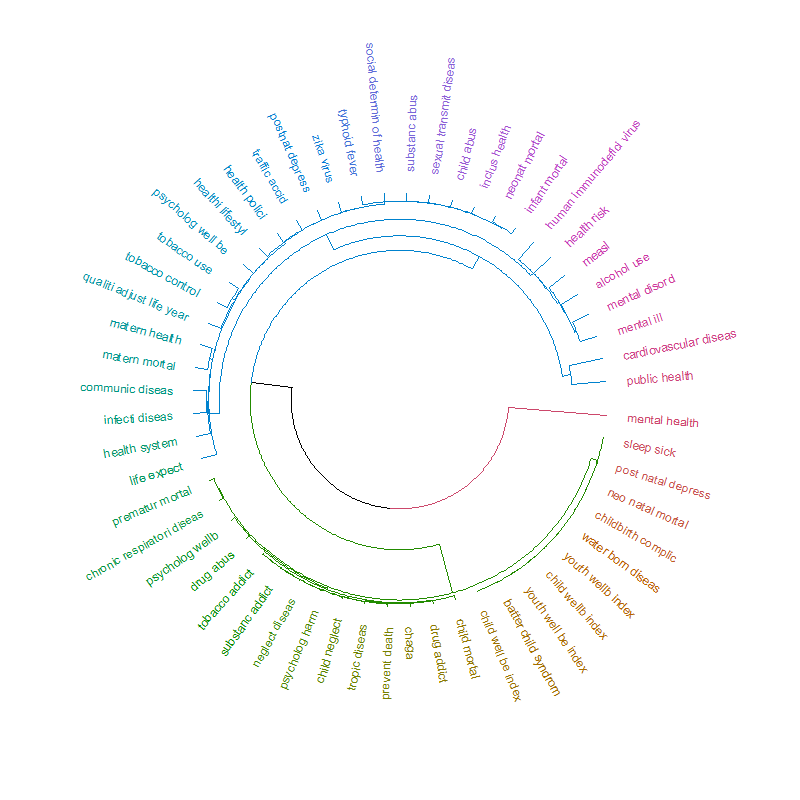 social determin of health
substanc abus
sexual transmit diseas
child abus
inclus health
neonat mortal
infant mortal
human immunodefici virus
health risk
measl
alcohol use
mental disord
mental ill
cardiovascular diseas
public health
mental health
sleep sick
post natal depress
neo natal mortal
childbirth complic
water born diseas
youth wellb index
child wellb index
youth well be index
batter child syndrom
child well be index
child mortal
drug addict
chaga
prevent death
tropic diseas
child neglect
psycholog harm
neglect diseas
substanc addict
tobacco addict
drug abus
psycholog wellb
chronic respiratori diseas
prematur mortal
life expect
health system
infecti diseas
communic diseas
matern mortal
matern health
qualiti adjust life year
tobacco control
tobacco use
psycholog well be
healthi lifestyl
health polici
traffic accid
postnat depress
zika virus
typhoid fever